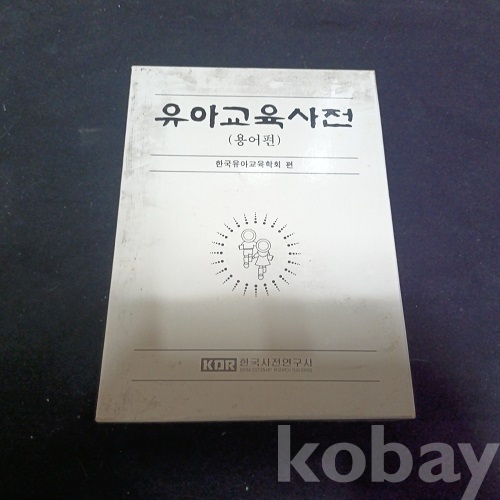 유아교육사전
(용어편)
한국유아교육학회 편
KDR 한국사전연구사
kobay